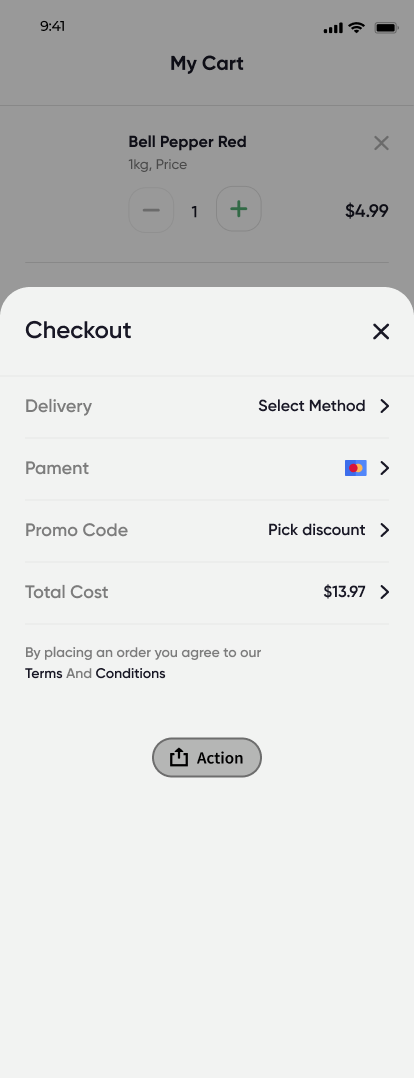 9:41
My Cart
Bell Pepper Red
1kg, Price
1
$4.99
Checkout
Delivery Select Method
Pament
Promo Code Pick discount
Total Cost $13.97
By placing an order you agree to our
Terms And Conditions
Action